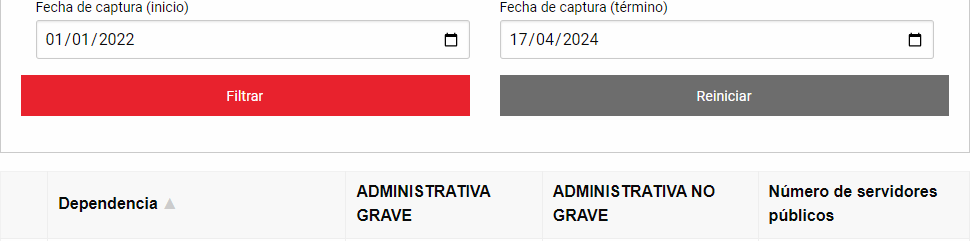 Fecha de captura (inicio) Fecha de captura (término)
01/01/2022 17/04/2024
Filtrar Reiniciar
Dependencia ADMINISTRATIVA GRAVE ADMINISTRATIVA NO GRAVE Número de servidores públicos